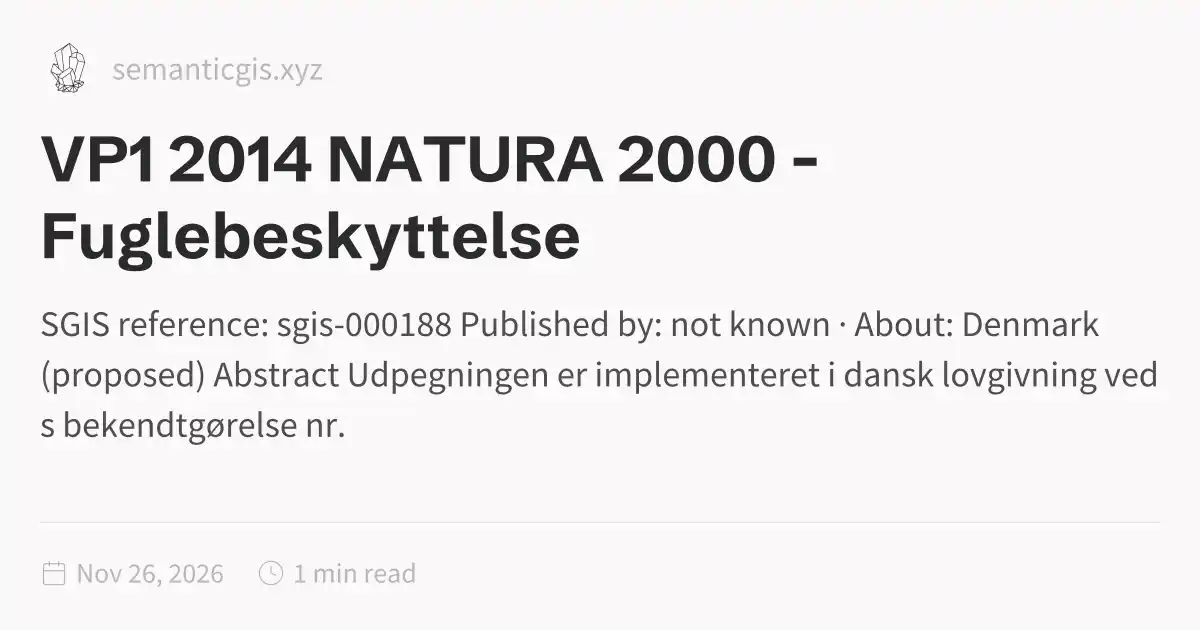 semanticgis.xyz
VP1 2014 NATURA 2000 -
Fuglebeskyttelse
SGIS reference: sgis-000188 Published by: not known · About: Denmark
(proposed) Abstract Udpegningen er implementeret i dansk lovgivning ved
s bekendtgørelse nr.
Nov 26, 2026
1 min read